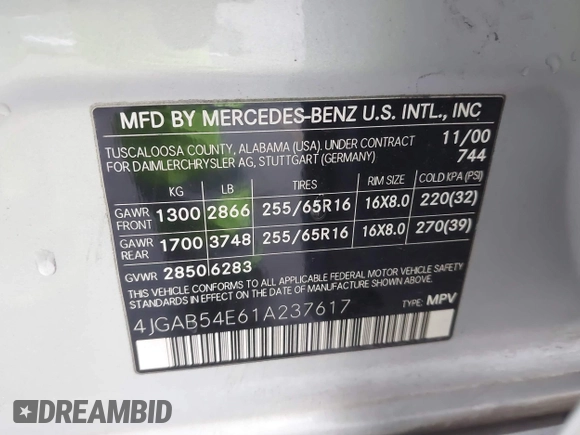 MFD BY MERCEDES-BENZ U.S. INTL., INC
TUSCALOOSA COUNTY, ALABAMA (USA). UNDER CONTRACT 11/00
FOR DAIMLERCHRYSLER AG, STUTTGART (GERMANY) 744
KG LB TIRES RIM SIZE COLD KPA (PSI)
GAWR FRONT 1300 2866 255/65R16 16X8.0 220(32)
GAWR REAR 1700 3748 255/65R16 16X8.0 270(39)
GVWR 2850 6283
THIS VEHICLE CONFORMS TO ALL APPLICABLE FEDERAL MOTOR VEHICLE SAFETY
STANDARDS IN EFFECT ON THE DATE OF MANUFACTURE SHOWN ABOVE.
4JGAB54E61A237617 TYPE: MPV
DREAMBID